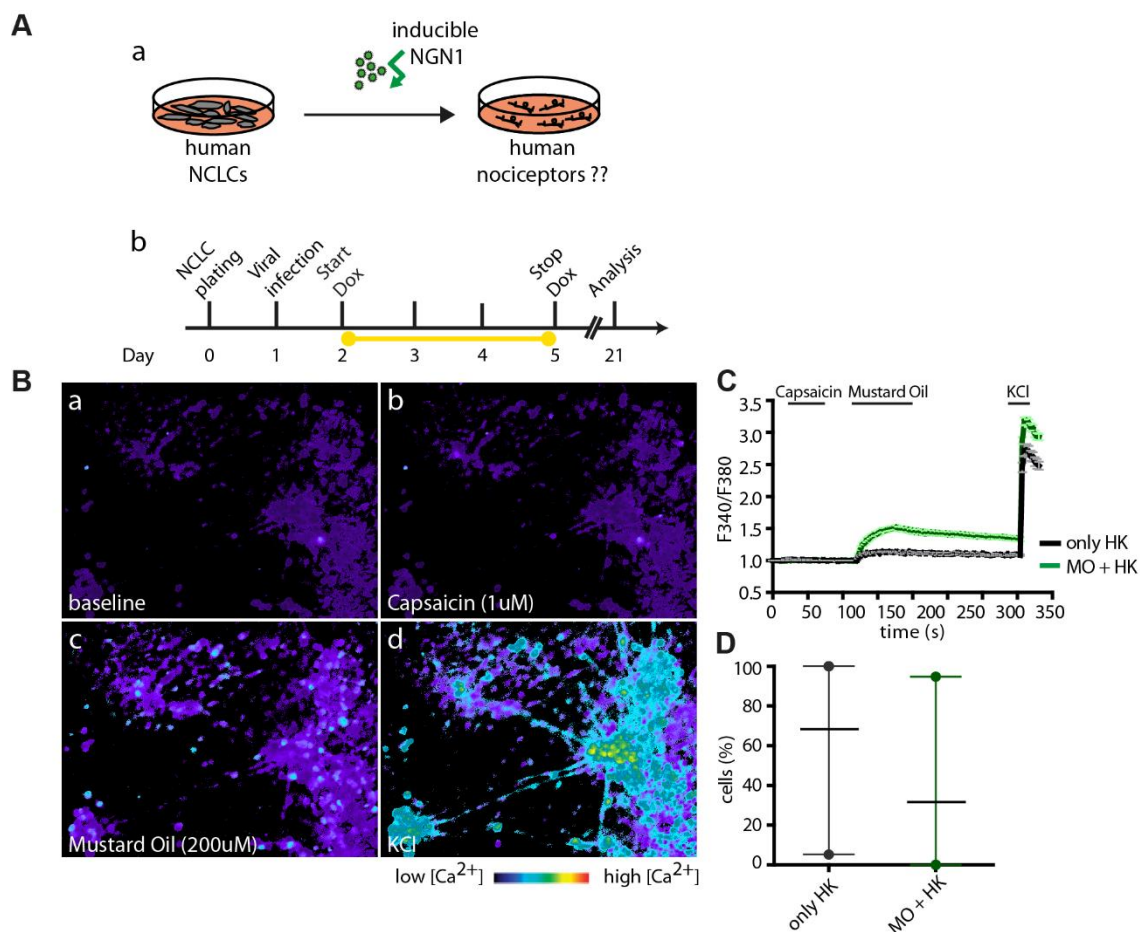 A
a
inducible
NGN1
human
NCLCs
human
nociceptors ??
b
NCLC
plating
Viral
infection
Start
Dox
Stop
Dox
Analysis
Day 0 1 2 3 4 5 21
B
a
baseline
b
Capsaicin (1uM)
c
Mustard Oil (200uM)
d
KCl
low [Ca2+] high [Ca2+]
C
Capsaicin Mustard Oil KCl
3.5
3.0
2.5
2.0
1.5
1.0
0.5
F340/F380
0 50 100 150 200 250 300 350
time (s)
only HK
MO + HK
D
100
80
60
40
20
0
cells (%)
only HK
MO + HK